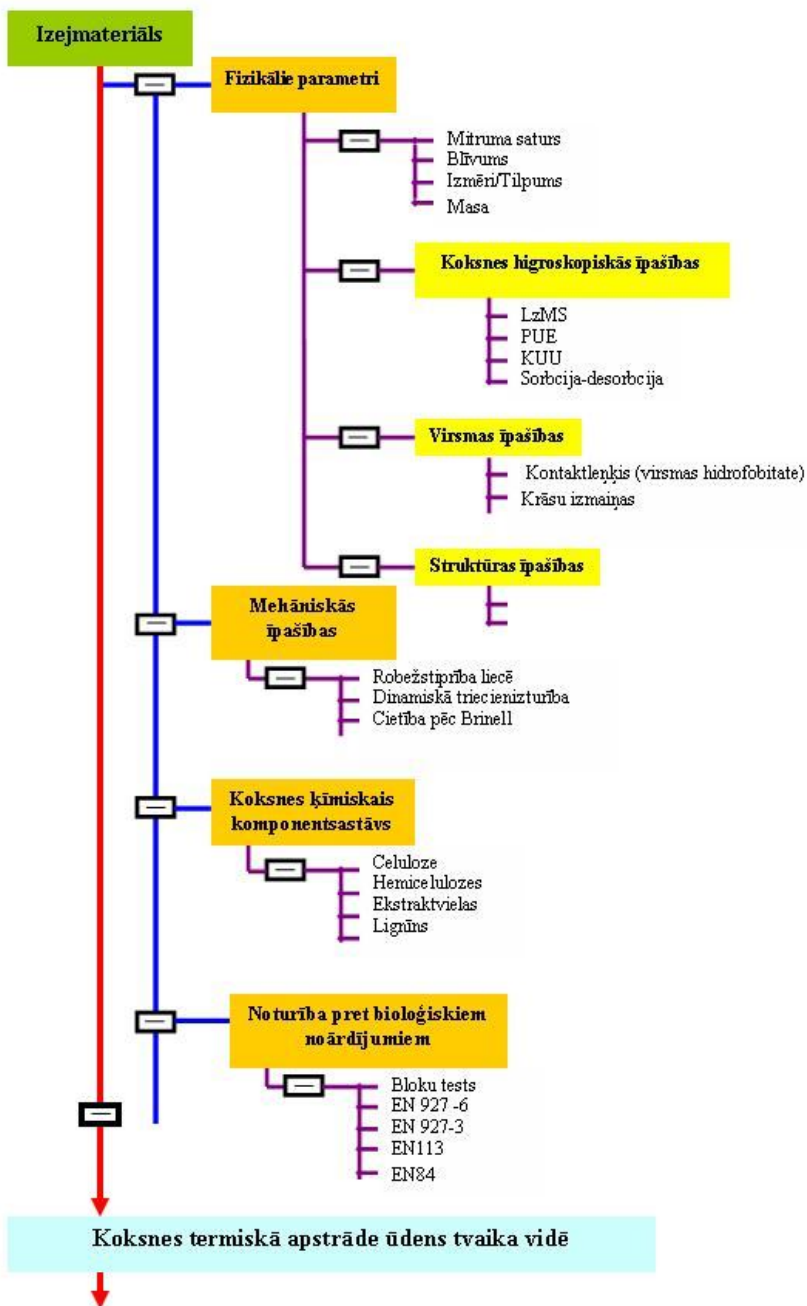 Izejmateriāls
Fizikālie parametri
Mitruma saturs
Blīvums
Izmēri/Tilpums
Masa
Koksnes higroskopiskās īpašības
LzMS
PUE
KUU
Sorbcija-desorbcija
Virsmas īpašības
Kontaktleņķis (virsmas hidrofobitate)
Krāsu izmaiņas
Struktūras īpašības
Mehāniskās
īpašības
Robežstiprība liecē
Dinamiskā triecienizturība
Cietība pēc Brinell
Koksnes ķīmiskais
komponentsastāvs
Celuloze
Hemicelulozes
Ekstraktvielas
Lignīns
Noturība pret bioloģiskiem
noārdījumiem
Bloku tests
EN 927 -6
EN 927-3
EN113
EN84
Koksnes termiskā apstrāde ūdens tvaika vidē